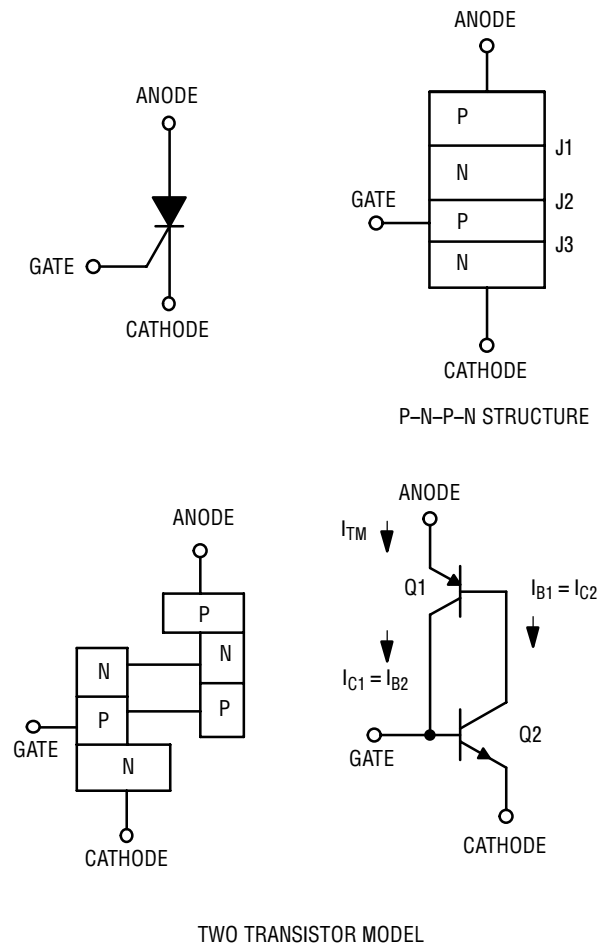 ANODE
GATE
CATHODE
ANODE
P
J1
N
J2
GATE
P
J3
N
CATHODE
P–N–P–N STRUCTURE
ANODE
P
N
N
P
P
GATE
N
CATHODE
ANODE
I_TM
Q1
I_B1 = I_C2
I_C1 = I_B2
Q2
GATE
CATHODE
TWO TRANSISTOR MODEL